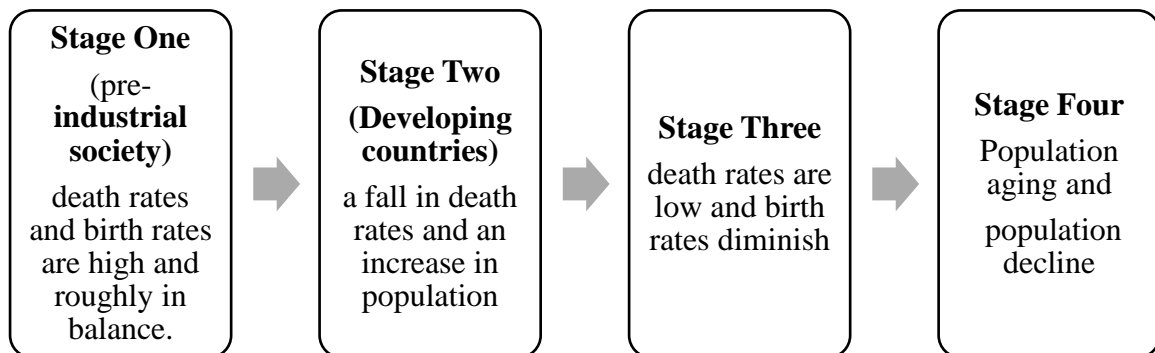 Stage One
(pre-
industrial
society)
death rates
and birth rates
are high and
roughly in
balance.
Stage Two
(Developing
countries)
a fall in death
rates and an
increase in
population
Stage Three
death rates are
low and birth
rates diminish
Stage Four
Population
aging and
population
decline